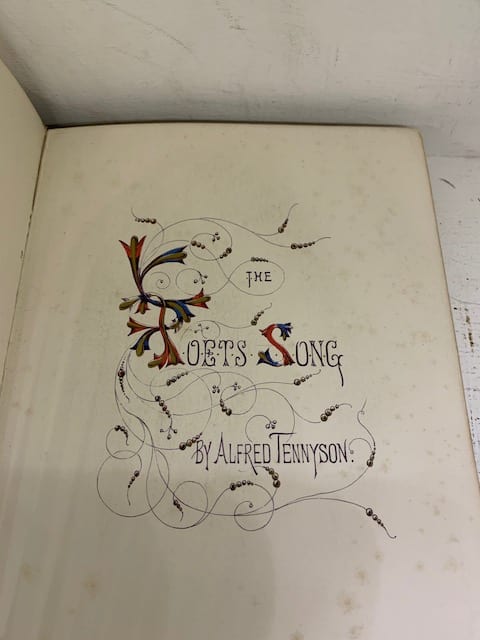 THE
POETS SONG
BY ALFRED TENNYSON: